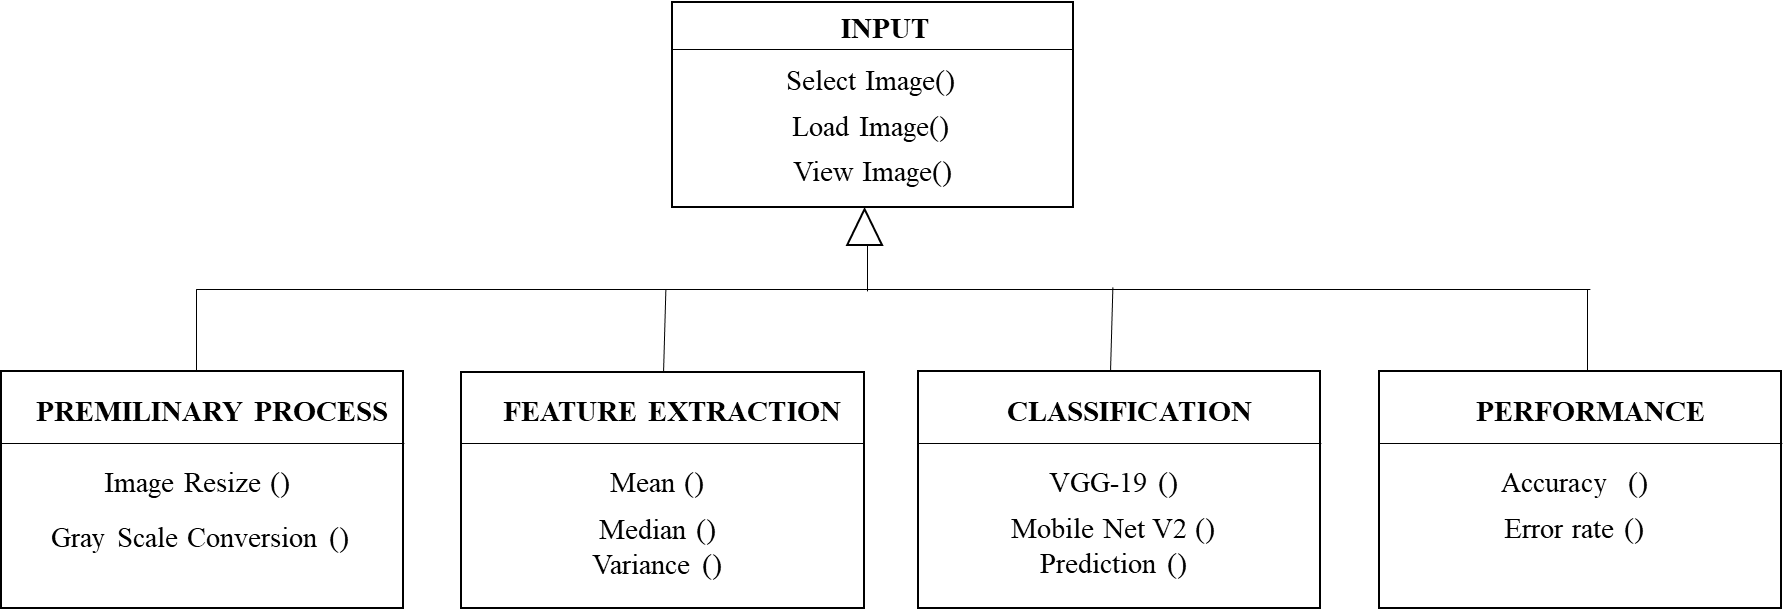 INPUT
Select Image()
Load Image()
View Image()
PREMILINARY PROCESS
Image Resize ()
Gray Scale Conversion ()
FEATURE EXTRACTION
Mean ()
Median ()
Variance ()
CLASSIFICATION
VGG-19 ()
Mobile Net V2 ()
Prediction ()
PERFORMANCE
Accuracy ()
Error rate ()